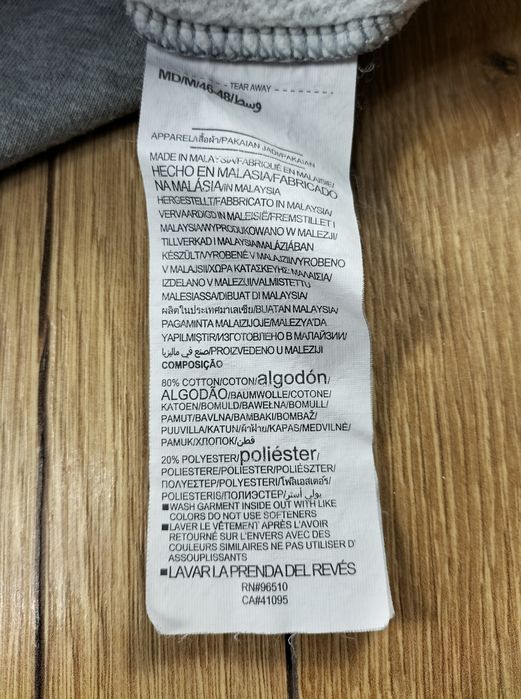 TEAR AWAY
MD/M/46-48/وسط
APPAREL/เสื้อผ้า/PAKAIAN JADI/PAKAIAN
MADE IN MALAYSIA/FABRIQUÉ EN MALAISIE/
HECHO EN MALASIA/FABRICADO
NA MALÁSIA/IN MALAYSIA
HERGESTELLT/FABBRICATO IN MALAYSIA/
VERVAARDIGD IN MALEISIË/FREMSTILLET I
MALAYSIA/WYPRODUKOWANO W MALEZJI/
TILLVERKAD I MALAYSIA/MALÁZIÁBAN
KÉSZÜLT/VYROBENÉ V MALAJZII/VYROBENO
V MALAJSII/ΧΩΡΑ ΚΑΤΑΣΚΕΥΗΣ: ΜΑΛΑΙΣΙΑ/
IZDELANO V MALEZIJI/VALMISTETTU
MALESIASSA/DIBUAT DI MALAYSIA/
ผลิตในประเทศมาเลเซีย/BUATAN MALAYSIA/
PAGAMINTA MALAIZIJOJE/MALEZYA'DA
YAPILMIŞTIR/ИЗГОТОВЛЕНО В МАЛАЙЗИИ/
صنع في ماليزيا/PROIZVEDENO U MALEZIJI
COMPOSIÇÃO
80% COTTON/COTON/algodón/
ALGODÃO/BAUMWOLLE/COTONE/
KATOEN/BOMULD/BAWEŁNA/BOMULL/
PAMUT/BAVLNA/BAMBAKI/BOMBAŽ/
PUUVILLA/KATUN/ผ้าฝ้าย/KAPAS/MEDVILNĖ/
PAMUK/ХЛОПОК/قطن
20% POLYESTER/poliéster/
POLIESTERE/POLIESTER/POLIÉSZTER/
ΠΟΛΥΕΣΤΕΡ/POLYESTERI/โพลีเอสเตอร์/
POLIESTERIS/ПОЛИЭСТЕР/بولي أستر
■WASH GARMENT INSIDE OUT WITH LIKE
COLORS DO NOT USE SOFTENERS
■LAVER LE VÊTEMENT APRÈS L'AVOIR
RETOURNÉ SUR L'ENVERS AVEC DES
COULEURS SIMILAIRES NE PAS UTILISER D'
ASSOUPLISSANTS
■LAVAR LA PRENDA DEL REVÉS
RN#96510
CA#41095